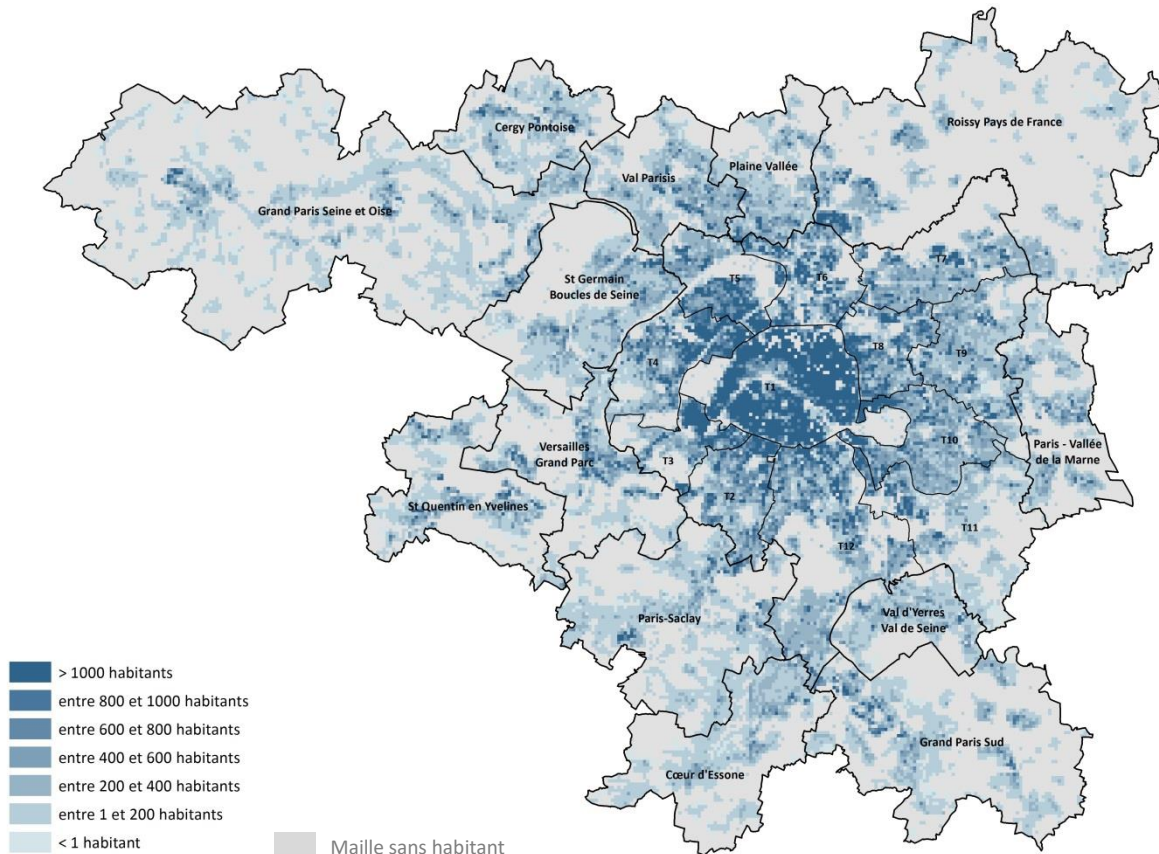 Cergy Pontoise
Roissy Pays de France
Plaine Vallée
Val Parisis
Grand Paris Seine et Oise
T7
St Germain
Boucles de Seine
T5
T6
T8
T9
T4
T1
T10
Versailles
Grand Parc
Paris - Vallée
de la Marne
T3
T2
St Quentin en Yvelines
T11
T12
Paris-Saclay
Val d'Yerres
Val de Seine
Grand Paris Sud
Cœur d'Essone
> 1000 habitants
entre 800 et 1000 habitants
entre 600 et 800 habitants
entre 400 et 600 habitants
entre 200 et 400 habitants
entre 1 et 200 habitants
< 1 habitant
Maille sans habitant